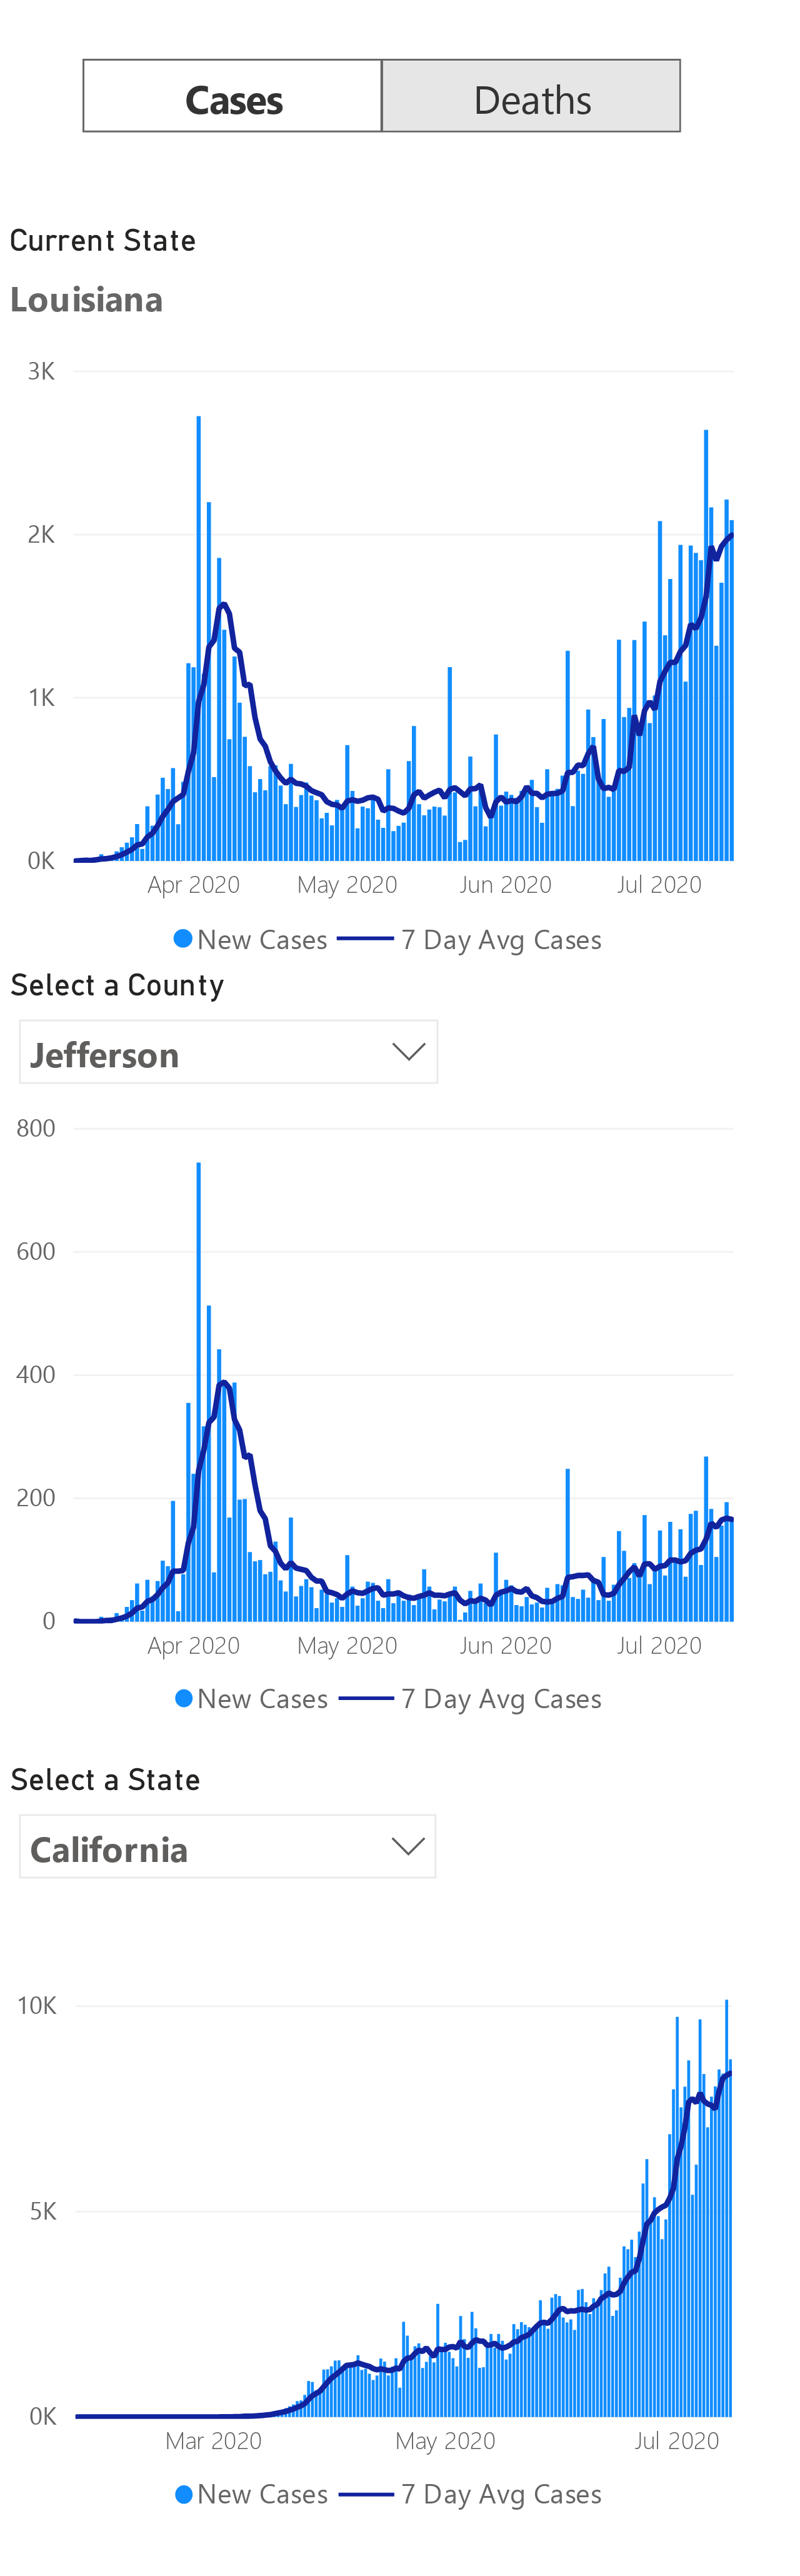 Cases Deaths
Current State
Louisiana
3K
2K
1K
0K
Apr 2020 May 2020 Jun 2020 Jul 2020
New Cases 7 Day Avg Cases
Select a County
Jefferson
800
600
400
200
0
Apr 2020 May 2020 Jun 2020 Jul 2020
New Cases 7 Day Avg Cases
Select a State
California
10K
5K
0K
Mar 2020 May 2020 Jul 2020
New Cases 7 Day Avg Cases